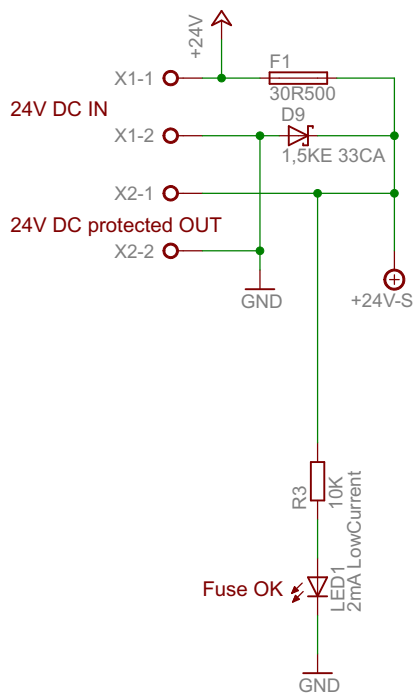 +24V
F1
X1-1
30R500
D9
24V DC IN
X1-2
1,5KE 33CA
X2-1
24V DC protected OUT
X2-2
GND
+24V-S
R3
10K
Fuse OK
LED1
2mA LowCurrent
GND